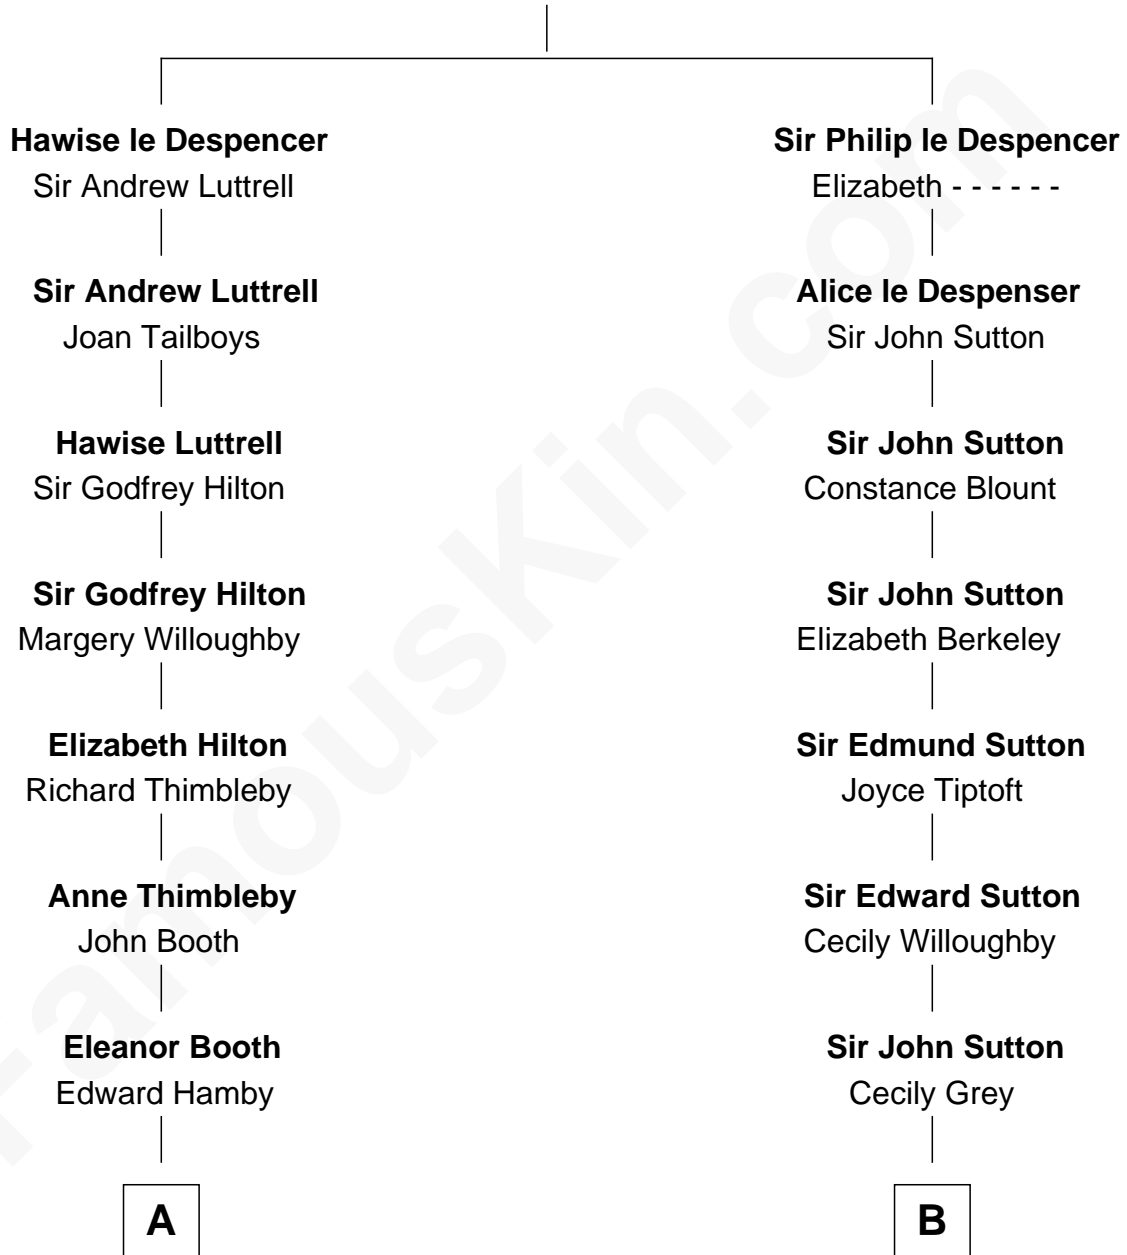 Hawise le Despencer
Sir Andrew Luttrell
Sir Andrew Luttrell
Joan Tailboys
Hawise Luttrell
Sir Godfrey Hilton
Sir Godfrey Hilton
Margery Willoughby
Elizabeth Hilton
Richard Thimbleby
Anne Thimbleby
John Booth
Eleanor Booth
Edward Hamby
A
Sir Philip le Despencer
Elizabeth - - - - - -
Alice le Despenser
Sir John Sutton
Sir John Sutton
Constance Blount
Sir John Sutton
Elizabeth Berkeley
Sir Edmund Sutton
Joyce Tiptoft
Sir Edward Sutton
Cecily Willoughby
Sir John Sutton
Cecily Grey
B
FamousKin.com